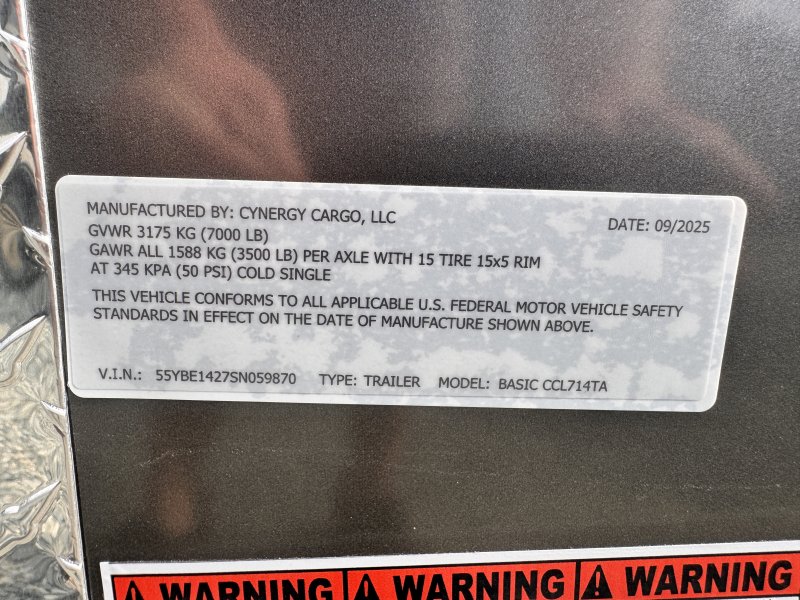 MANUFACTURED BY: CYNERGY CARGO, LLC
DATE: 09/2025
GVWR 3175 KG (7000 LB)
GAWR ALL 1588 KG (3500 LB) PER AXLE WITH 15 TIRE 15x5 RIM
AT 345 KPA (50 PSI) COLD SINGLE
THIS VEHICLE CONFORMS TO ALL APPLICABLE U.S. FEDERAL MOTOR VEHICLE SAFETY
STANDARDS IN EFFECT ON THE DATE OF MANUFACTURE SHOWN ABOVE.
V.I.N.: 55YBE1427SN059870 TYPE: TRAILER MODEL: BASIC CCL714TA
WARNING WARNING WARNING